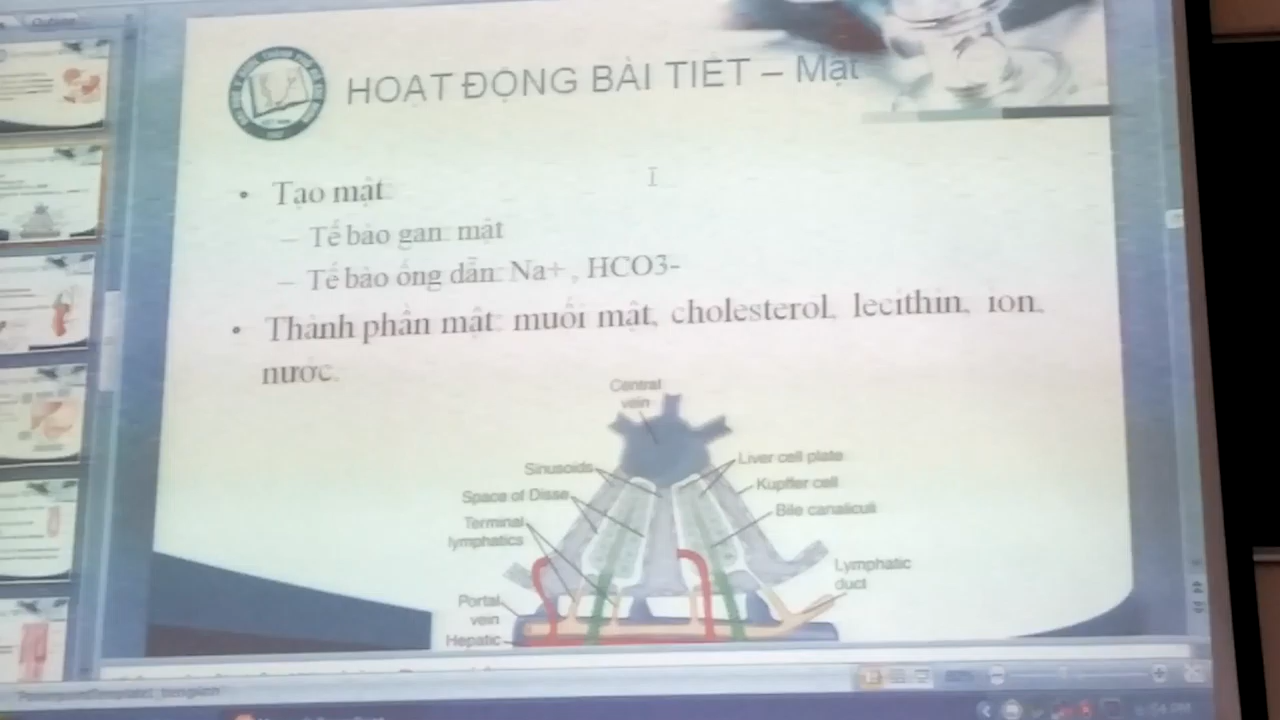 Outline
HOẠT ĐỘNG BÀI TIẾT – Mật
• Tạo mật:
– Tế bào gan: mật
– Tế bào ống dẫn: Na+ , HCO3-
• Thành phần mật: muối mật, cholesterol, lecithin, ion,
nước.
Central
vein
Sinusoids
Liver cell plate
Space of Disse
Kupffer cell
Terminal
lymphatics
Bile canaliculi
Lymphatic
duct
Portal
vein
Hepatic